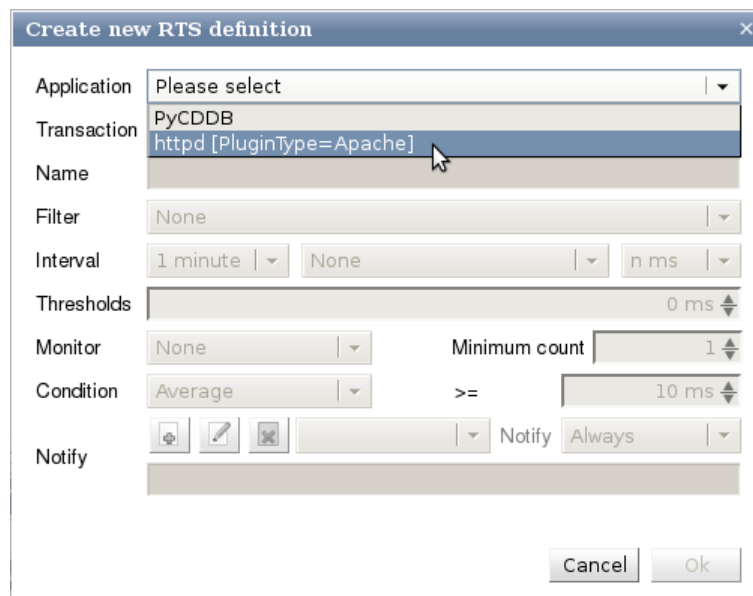 Create new RTS definition ×
Application Please select
PyCDDB
Transaction httpd [PluginType=Apache]
Name
Filter None
Interval 1 minute None n ms
Thresholds 0 ms
Monitor None Minimum count 1
Condition Average >= 10 ms
Notify Notify Always
Cancel Ok